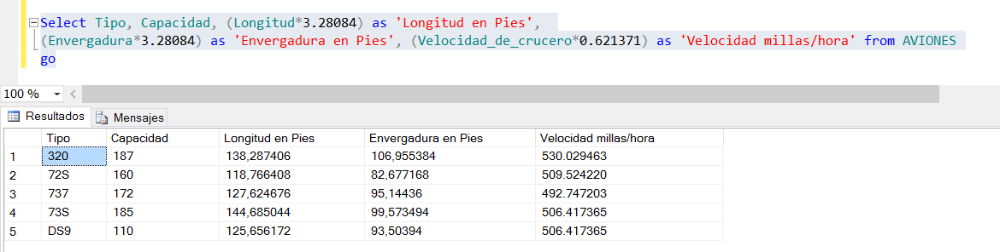 Select Tipo, Capacidad, (Longitud*3.28084) as 'Longitud en Pies',
(Envergadura*3.28084) as 'Envergadura en Pies', (Velocidad_de_crucero*0.621371) as 'Velocidad millas/hora' from AVIONES
go
100 %
Resultados Mensajes
Tipo Capacidad Longitud en Pies Envergadura en Pies Velocidad millas/hora
1 320 187 138,287406 106,955384 530.029463
2 72S 160 118,766408 82,677168 509.524220
3 737 172 127,624676 95,14436 492.747203
4 73S 185 144,685044 99,573494 506.417365
5 DS9 110 125,656172 93,50394 506.417365